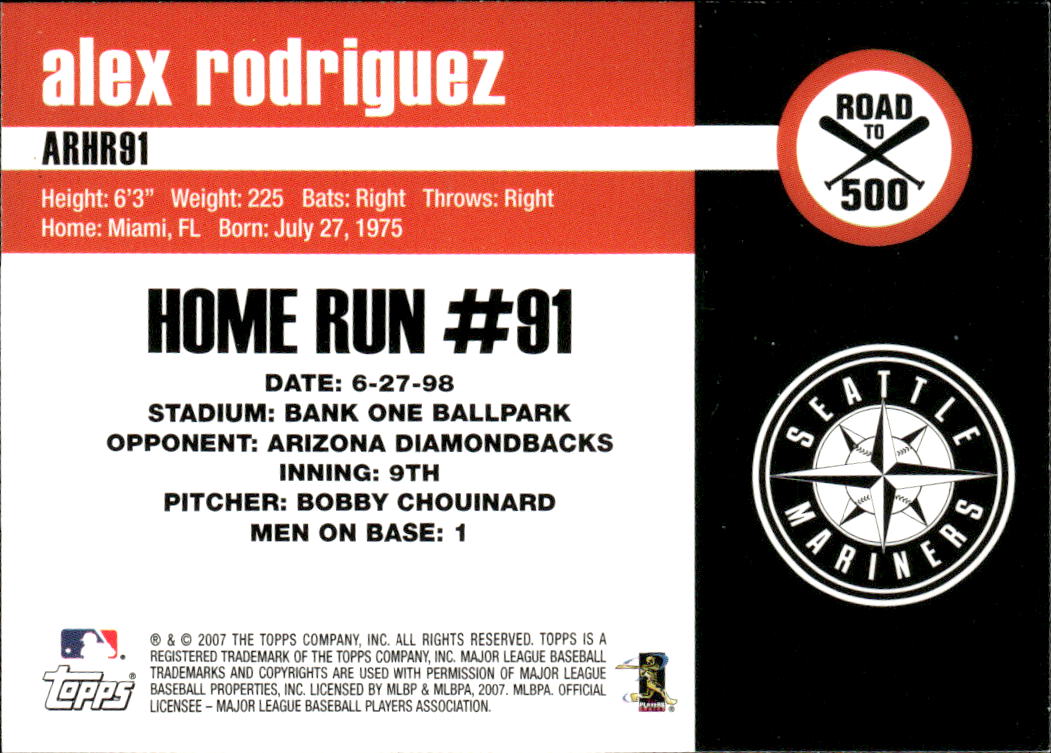 alex rodriguez
ARHR91
Height: 6'3” Weight: 225 Bats: Right Throws: Right
Home: Miami, FL Born: July 27, 1975
ROAD
TO
500
HOME RUN #91
DATE: 6-27-98
STADIUM: BANK ONE BALLPARK
OPPONENT: ARIZONA DIAMONDBACKS
INNING: 9TH
PITCHER: BOBBY CHOUINARD
MEN ON BASE: 1
SEATTLE
MARINERS
® & © 2007 THE TOPPS COMPANY, INC. ALL RIGHTS RESERVED. TOPPS IS A
REGISTERED TRADEMARK OF THE TOPPS COMPANY, INC. MAJOR LEAGUE BASEBALL
TRADEMARKS AND COPYRIGHTS ARE USED WITH PERMISSION OF MAJOR LEAGUE
BASEBALL PROPERTIES, INC. LICENSED BY MLBP & MLBPA, 2007. MLBPA. OFFICIAL
LICENSEE – MAJOR LEAGUE BASEBALL PLAYERS ASSOCIATION.
Topps®
PLAYERS